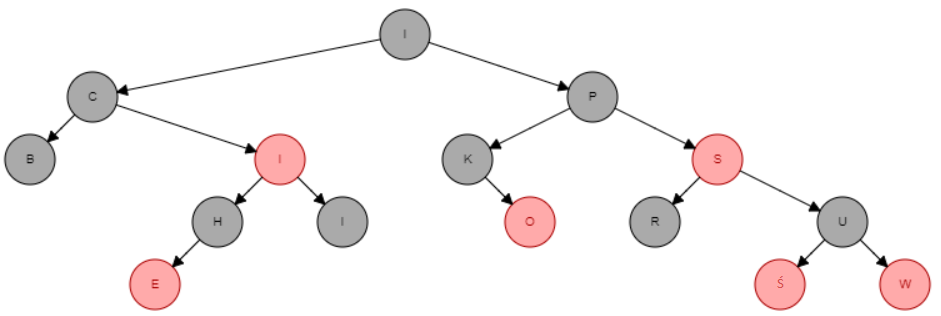 I
C P
B I K S
H I O R U
E Ś W